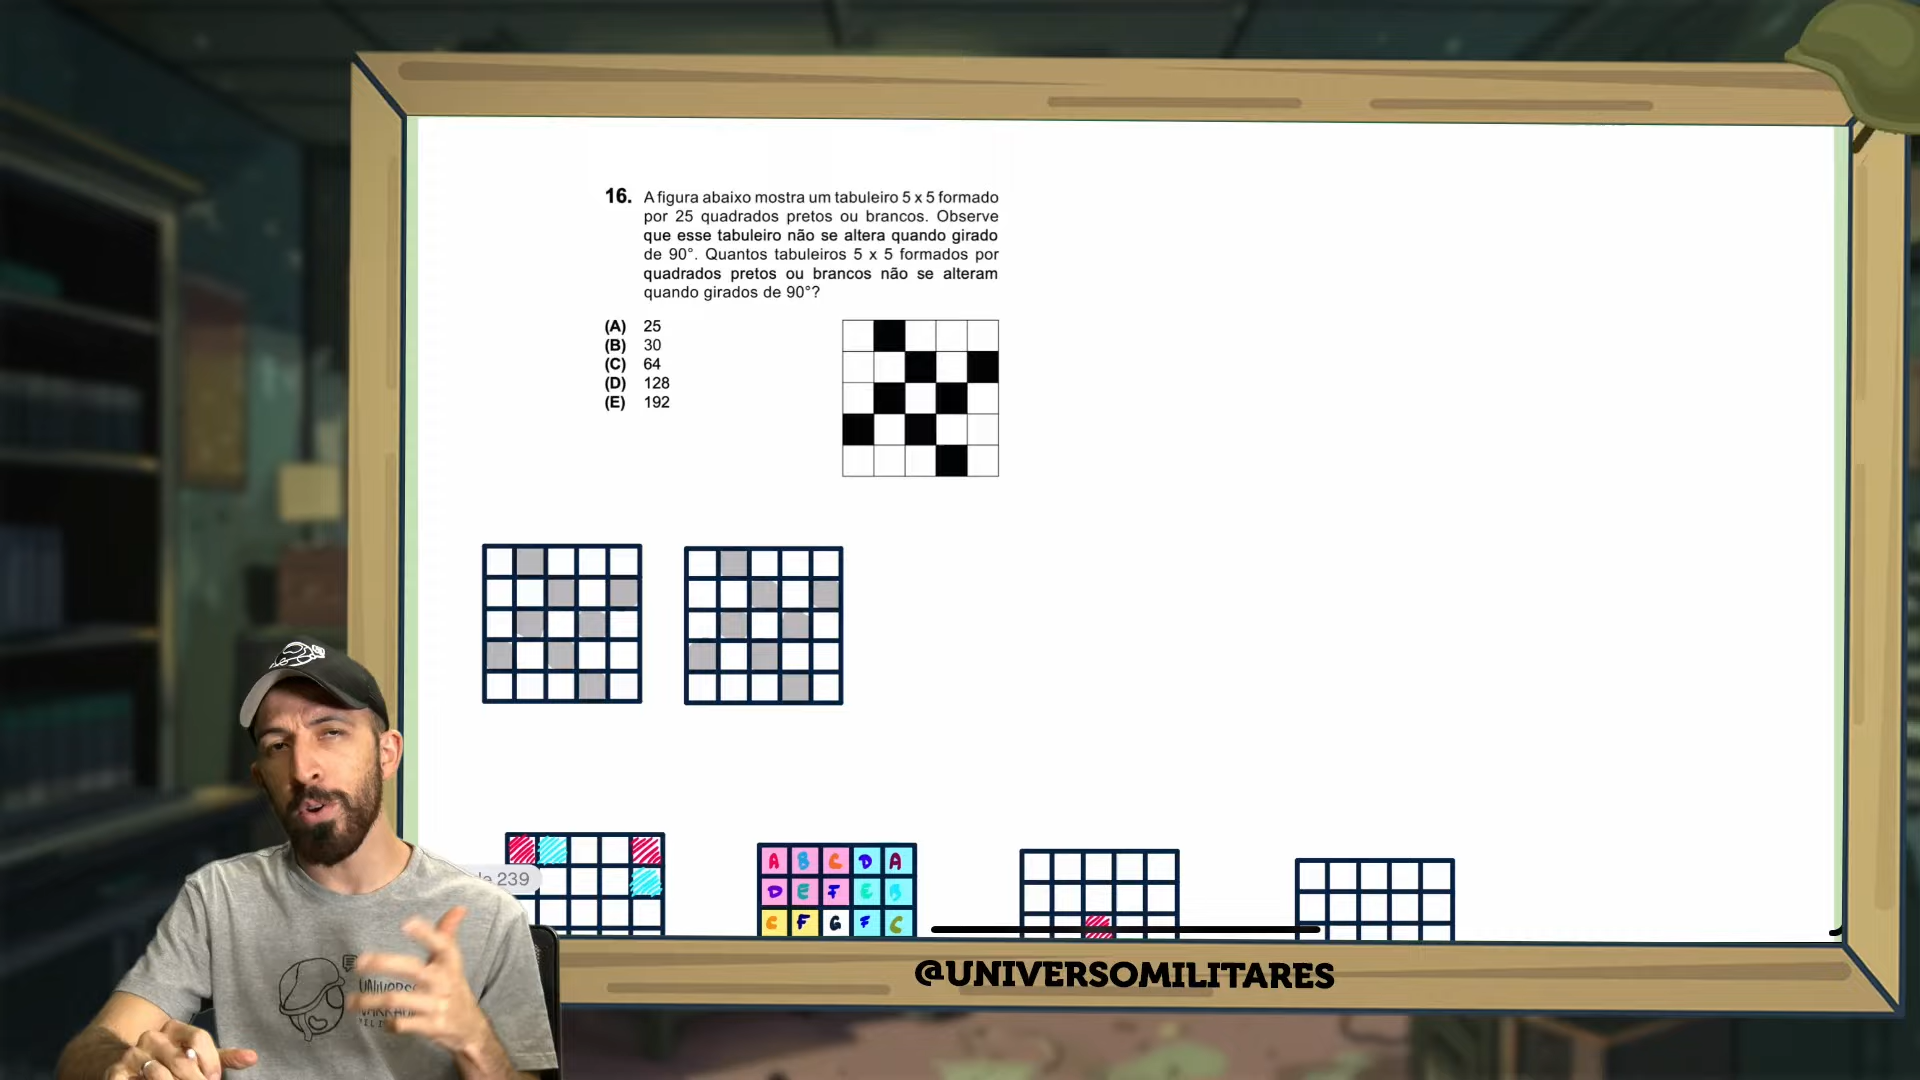 16. A figura abaixo mostra um tabuleiro 5 x 5 formado
por 25 quadrados pretos ou brancos. Observe
que esse tabuleiro não se altera quando girado
de 90°. Quantos tabuleiros 5 x 5 formados por
quadrados pretos ou brancos não se alteram
quando girados de 90°?
(A) 25
(B) 30
(C) 64
(D) 128
(E) 192
239
A B C D A
D E F E B
C F G F C
@UNIVERSOMILITARES